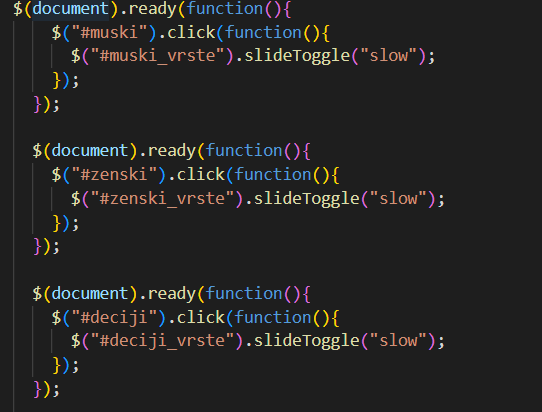 $(document).ready(function(){
$("#muski").click(function(){
$("#muski_vrste").slideToggle("slow");
});
});
$(document).ready(function(){
$("#zenski").click(function(){
$("#zenski_vrste").slideToggle("slow");
});
});
$(document).ready(function(){
$("#deciji").click(function(){
$("#deciji_vrste").slideToggle("slow");
});
});